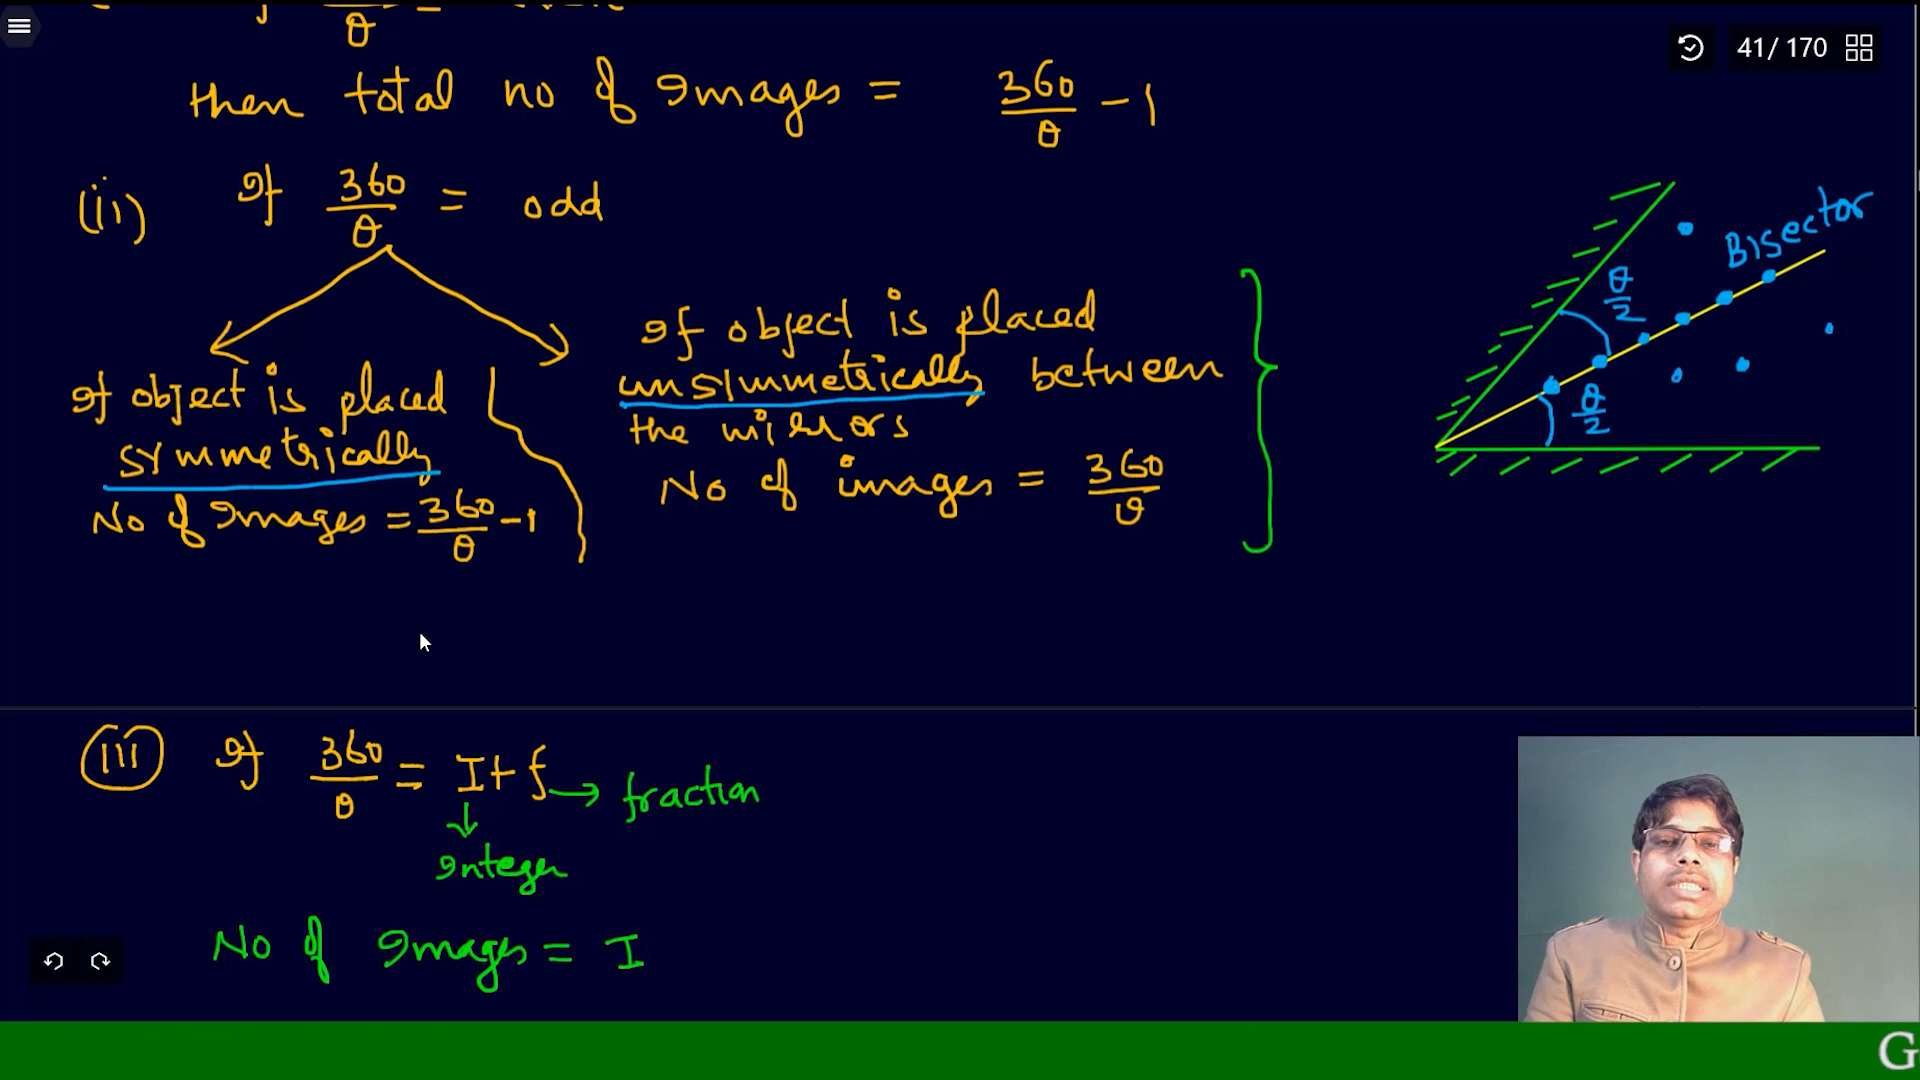 θ
41/ 170
then total no of Images = 360/θ - 1
(ii) If 360/θ = odd
If object is placed
symmetrically
No of Images = 360/θ - 1
If object is placed
unsymmetrically between
the mirrors
No of images = 360/θ
Bisector
θ/2
θ/2
(iii) If 360/θ = I + f → fraction
Integer
No of Images = I
G